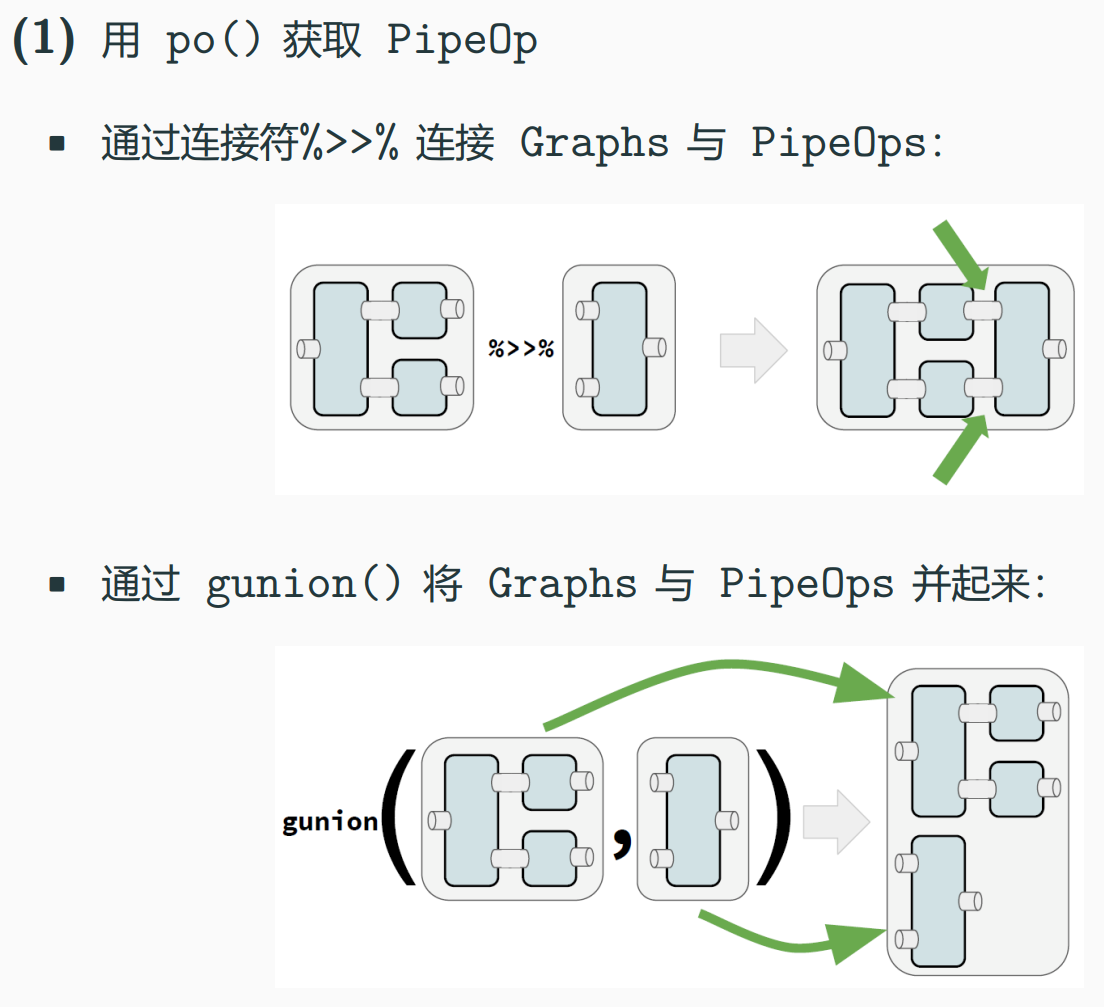 (1) 用 po() 获取 PipeOp
▪ 通过连接符%>>% 连接 Graphs 与 PipeOps:
%>>%
▪ 通过 gunion() 将 Graphs 与 PipeOps 并起来:
gunion( , )